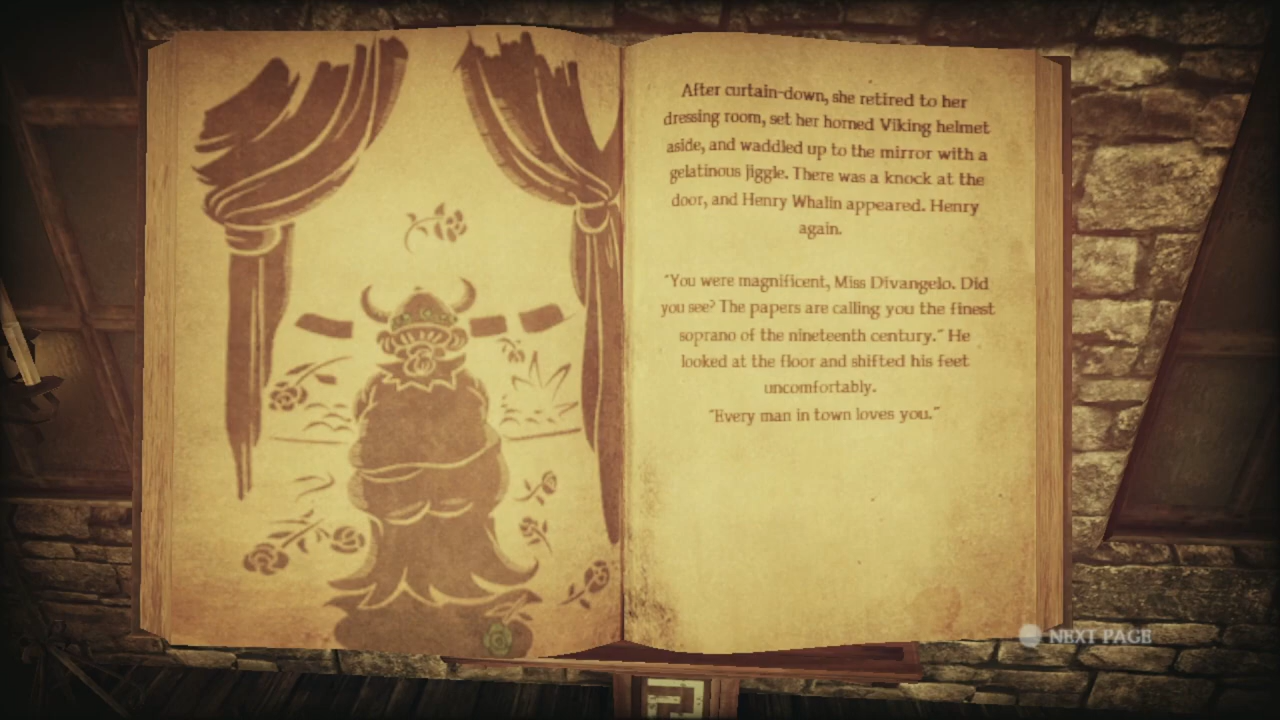 After curtain-down, she retired to her
dressing room, set her horned Viking helmet
aside, and waddled up to the mirror with a
gelatinous jiggle. There was a knock at the
door, and Henry Whalin appeared. Henry
again.
"You were magnificent, Miss Divangelo. Did
you see? The papers are calling you the finest
soprano of the nineteenth century." He
looked at the floor and shifted his feet
uncomfortably.
"Every man in town loves you."
NEXT PAGE